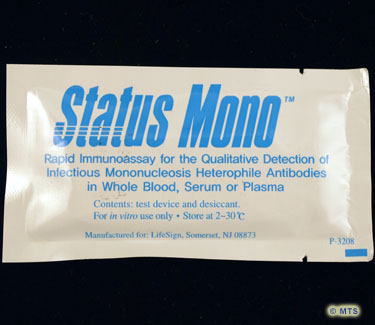 Status Mono™
Rapid Immunoassay for the Qualitative Detection of
Infectious Mononucleosis Heterophile Antibodies
in Whole Blood, Serum or Plasma
Contents: test device and desiccant.
For in vitro use only • Store at 2~30℃
Manufactured for: LifeSign, Somerset, NJ 08873
P-3208
© MTS